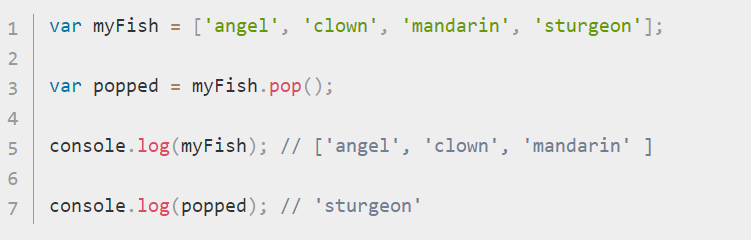 1 var myFish = ['angel', 'clown', 'mandarin', 'sturgeon'];
2
3 var popped = myFish.pop();
4
5 console.log(myFish); // ['angel', 'clown', 'mandarin' ]
6
7 console.log(popped); // 'sturgeon'